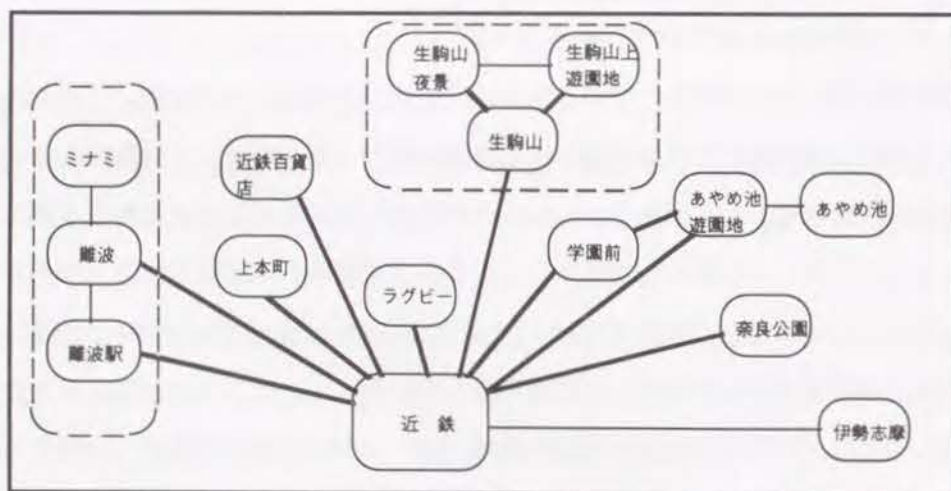 生駒山
夜景
生駒山上
遊園地
生駒山
ミナミ
近鉄百貨
店
あやめ池
遊園地
あやめ池
難波
上本町
学園前
ラグビー
奈良公園
難波駅
近 鉄
伊勢志摩